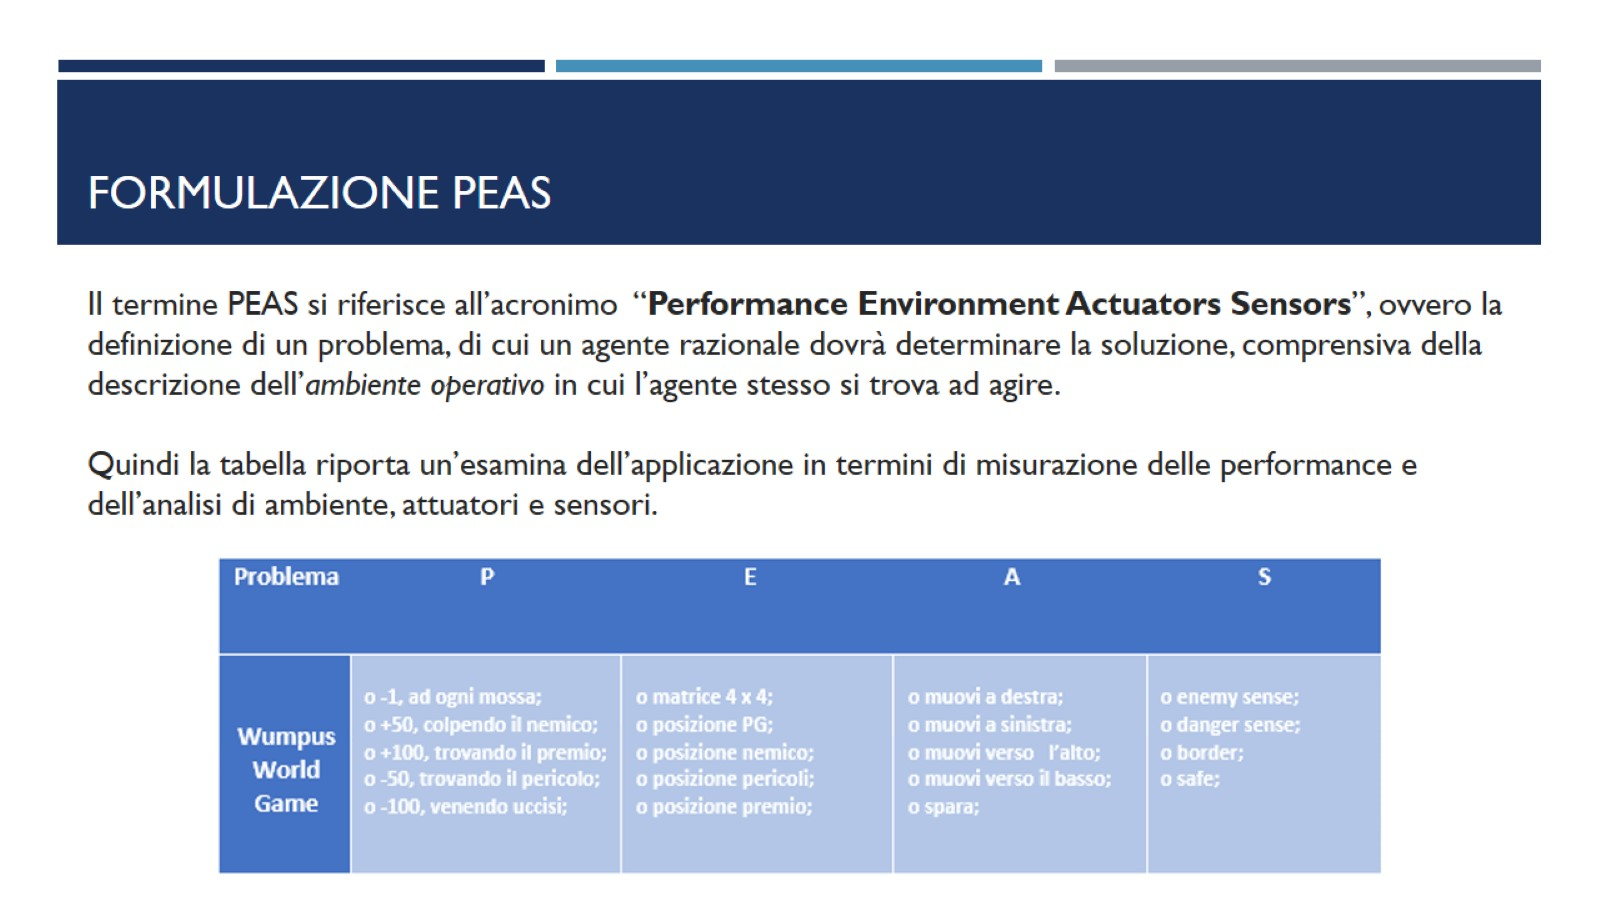 FORMULAZIONE PEAS
Il termine PEAS si riferisce all’acronimo “Performance Environment Actuators Sensors”, ovvero la
definizione di un problema, di cui un agente razionale dovrà determinare la soluzione, comprensiva della
descrizione dell’ambiente operativo in cui l’agente stesso si trova ad agire.
Quindi la tabella riporta un’esamina dell’applicazione in termini di misurazione delle performance e
dell’analisi di ambiente, attuatori e sensori.
Problema P E A S
Wumpus
World
Game
o -1, ad ogni mossa;
o +50, colpendo il nemico;
o +100, trovando il premio;
o -50, trovando il pericolo;
o -100, venendo uccisi;
o matrice 4 x 4;
o posizione PG;
o posizione nemico;
o posizione pericoli;
o posizione premio;
o muovi a destra;
o muovi a sinistra;
o muovi verso l’alto;
o muovi verso il basso;
o spara;
o enemy sense;
o danger sense;
o border;
o safe;